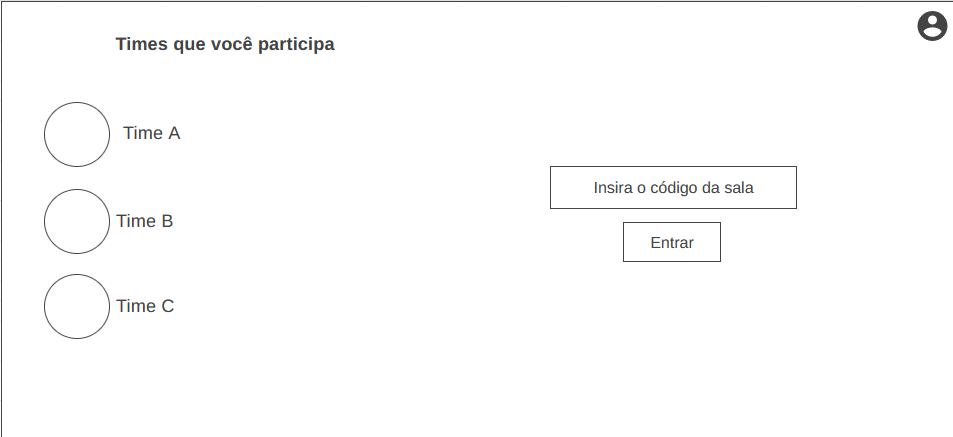 Times que você participa
Time A
Time B
Time C
Insira o código da sala
Entrar